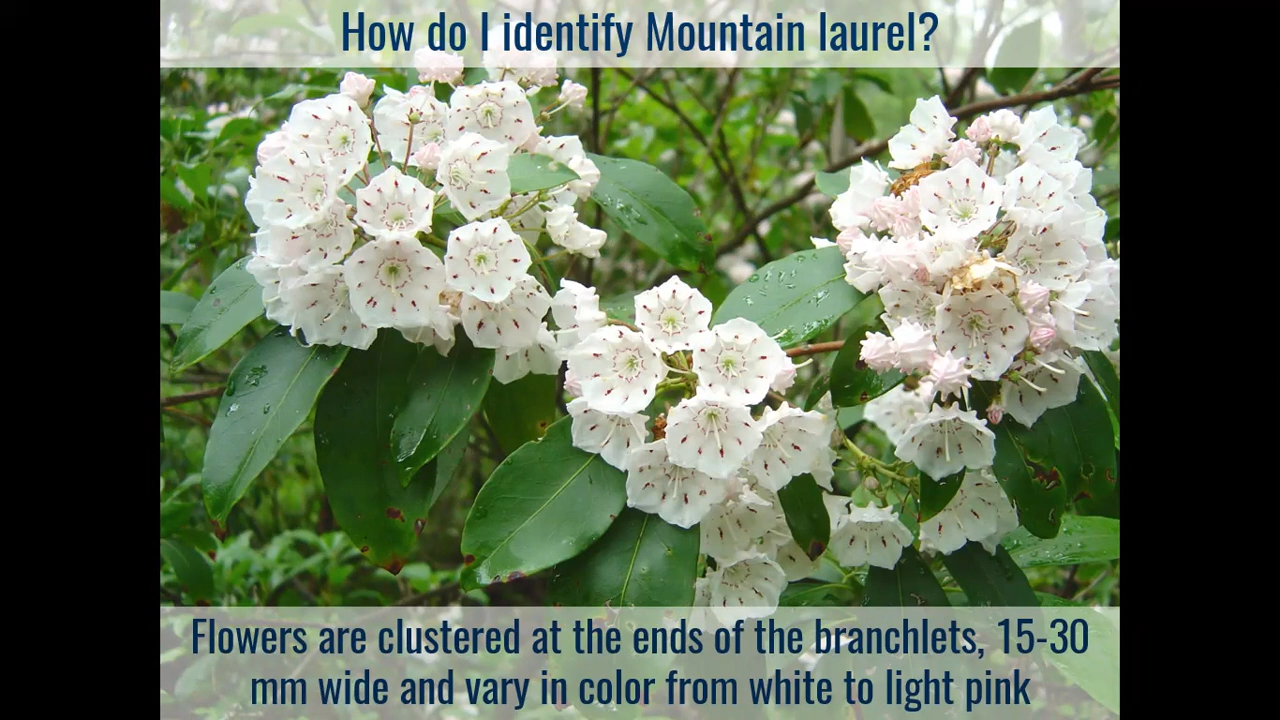 How do I identify Mountain laurel?
Flowers are clustered at the ends of the branchlets, 15-30
mm wide and vary in color from white to light pink